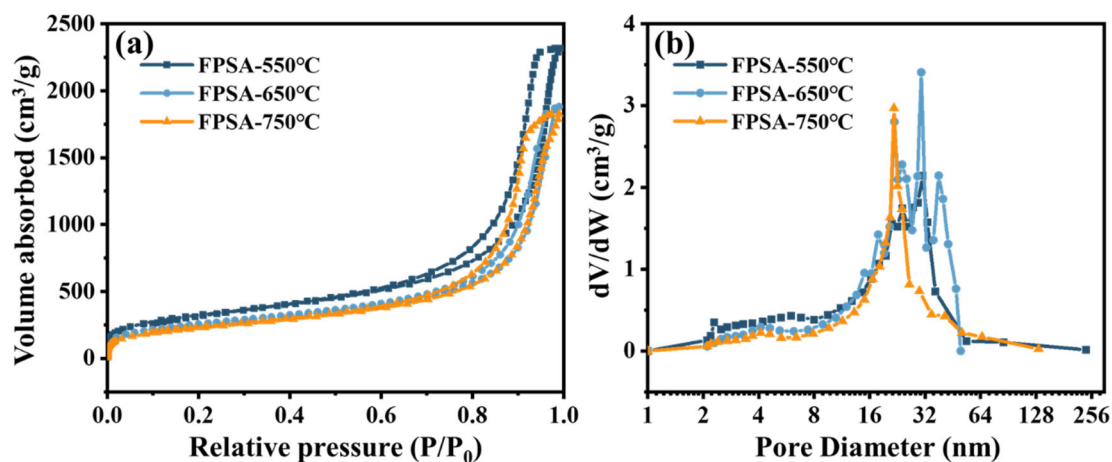 (a)
FPSA-550°C
FPSA-650°C
FPSA-750°C
Volume absorbed (cm³/g)
2500
2000
1500
1000
500
0
0.0 0.2 0.4 0.6 0.8 1.0
Relative pressure (P/P₀)
(b)
FPSA-550°C
FPSA-650°C
FPSA-750°C
dV/dW (cm³/g)
4
3
2
1
0
1 2 4 8 16 32 64 128 256
Pore Diameter (nm)